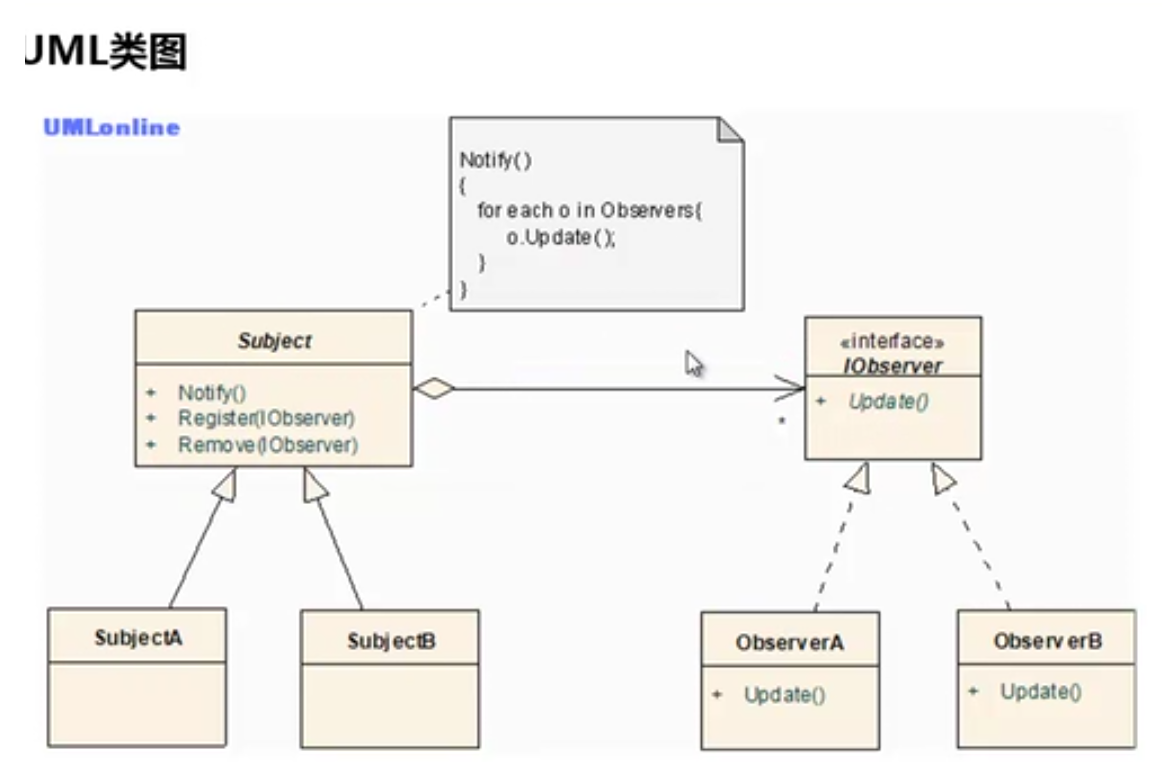 UML类图
UMLonline
Notify()
{
for each o in Observers{
o.Update();
}
}
Subject
+ Notify()
+ Register(IObserver)
+ Remove(IObserver)
«interface»
IObserver
+ Update()
*
SubjectA
SubjectB
ObserverA
+ Update()
ObserverB
+ Update()